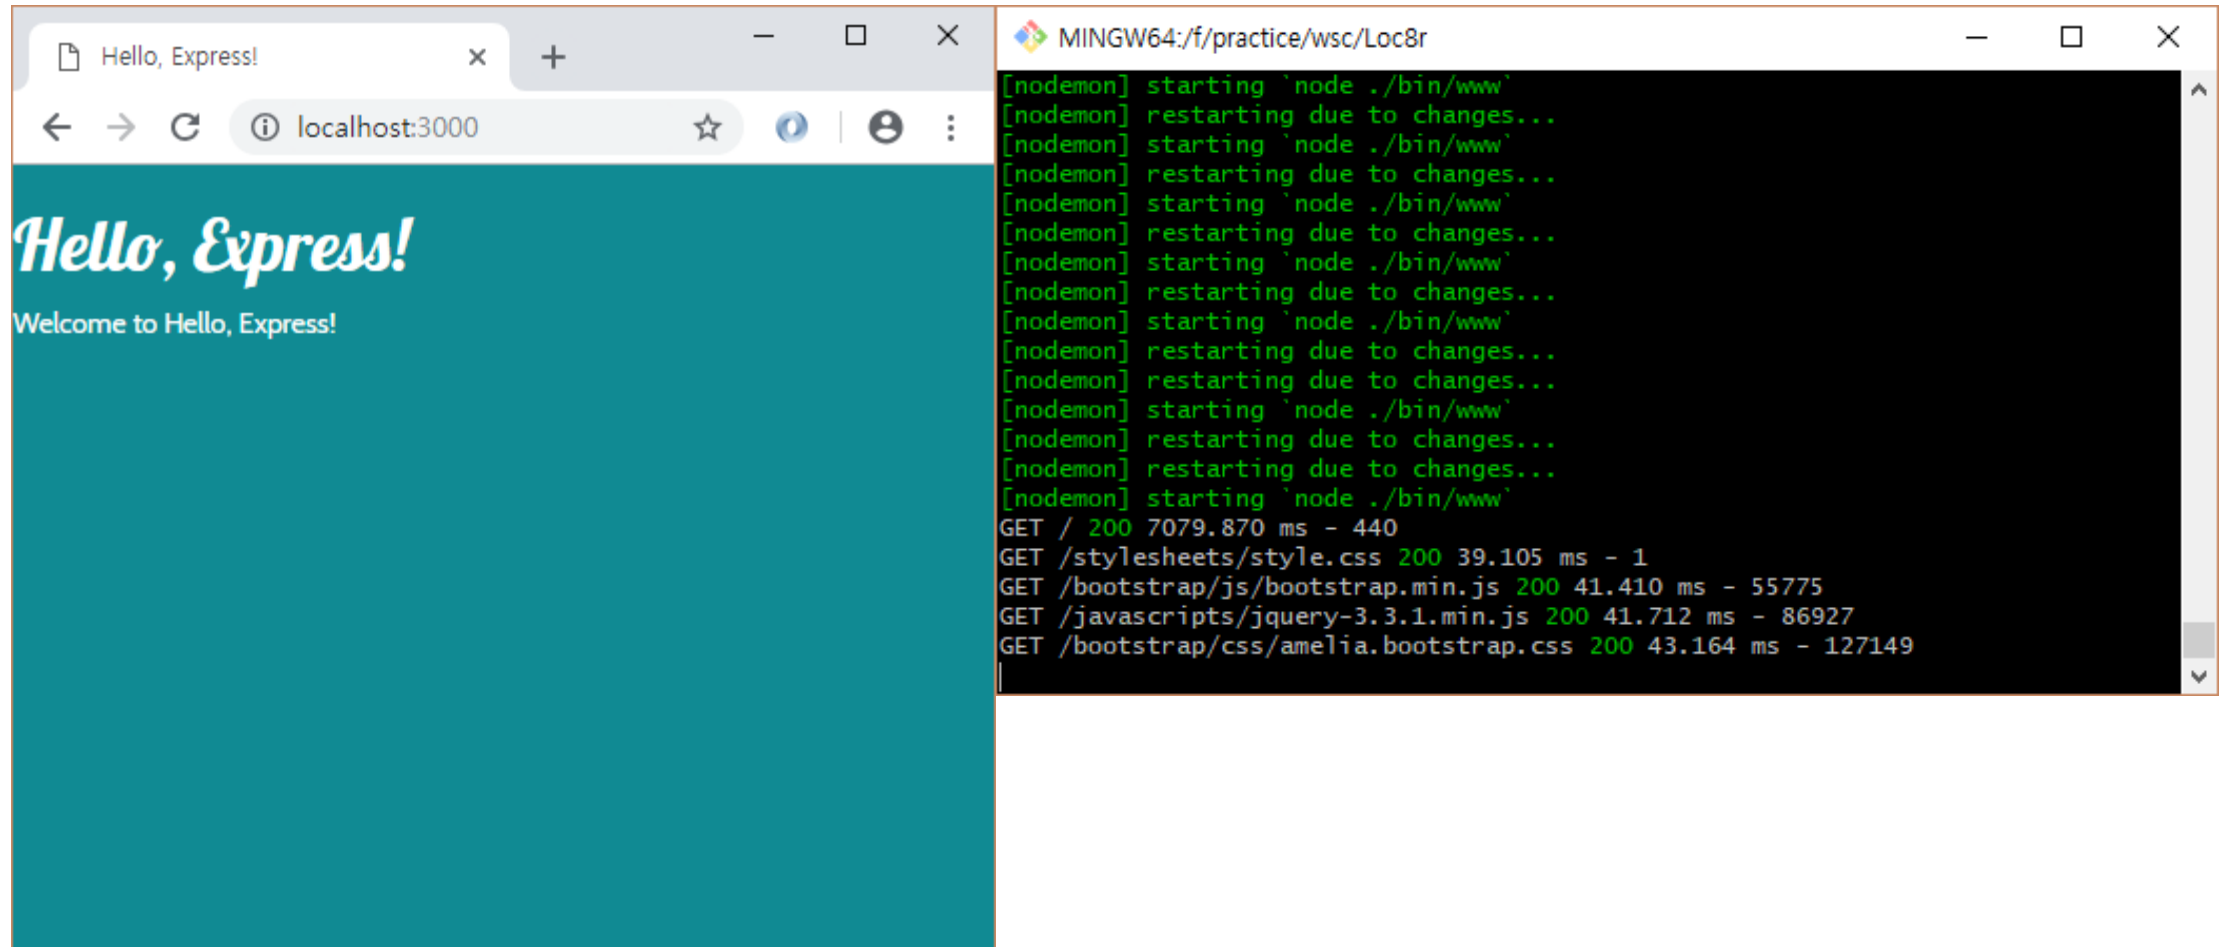 Hello, Express!
localhost:3000
Hello, Express!
Welcome to Hello, Express!
MINGW64:/f/practice/wsc/Loc8r
[nodemon] starting `node ./bin/www`
[nodemon] restarting due to changes...
[nodemon] starting `node ./bin/www`
[nodemon] restarting due to changes...
[nodemon] starting `node ./bin/www`
[nodemon] restarting due to changes...
[nodemon] starting `node ./bin/www`
[nodemon] restarting due to changes...
[nodemon] starting `node ./bin/www`
[nodemon] restarting due to changes...
[nodemon] restarting due to changes...
[nodemon] starting `node ./bin/www`
[nodemon] restarting due to changes...
[nodemon] restarting due to changes...
[nodemon] starting `node ./bin/www`
GET / 200 7079.870 ms - 440
GET /stylesheets/style.css 200 39.105 ms - 1
GET /bootstrap/js/bootstrap.min.js 200 41.410 ms - 55775
GET /javascripts/jquery-3.3.1.min.js 200 41.712 ms - 86927
GET /bootstrap/css/amelia.bootstrap.css 200 43.164 ms - 127149